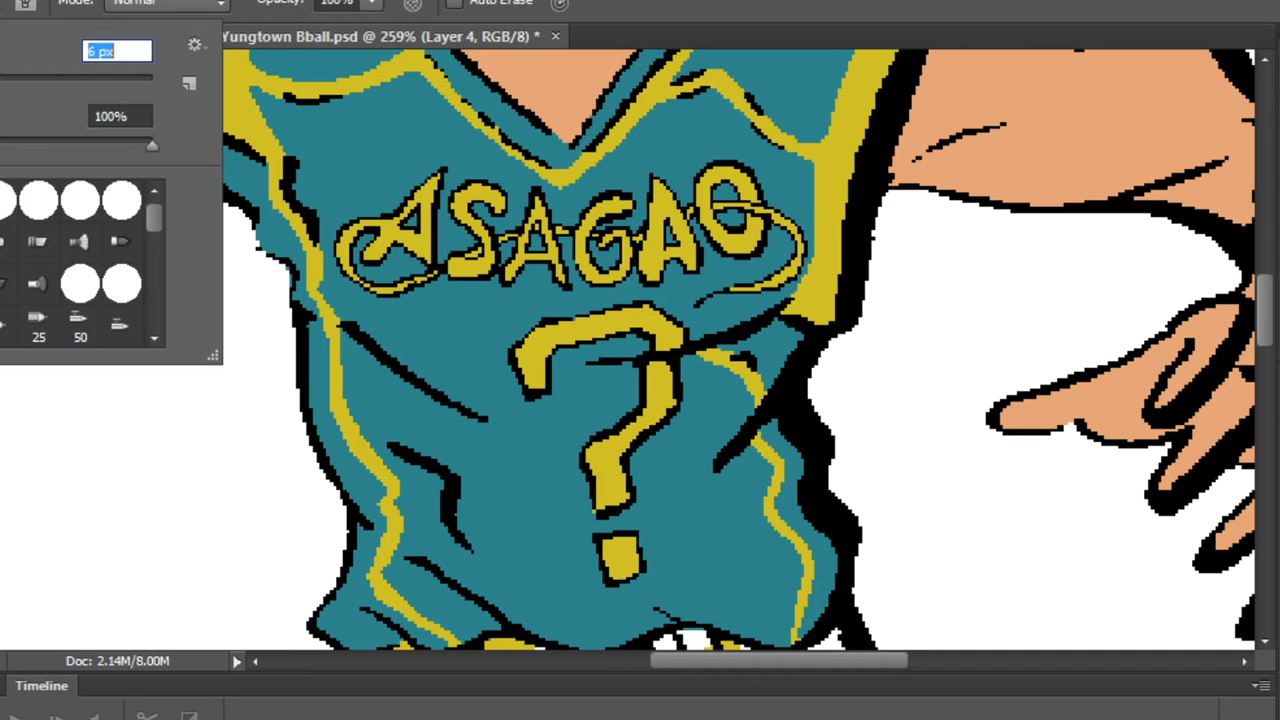 Mode: Normal Opacity: 100% Auto Erase
Yungtown Bball.psd @ 259% (Layer 4, RGB/8) * ×
6 px
100%
25 50
ASAGAO
?
Doc: 2.14M/8.00M
Timeline